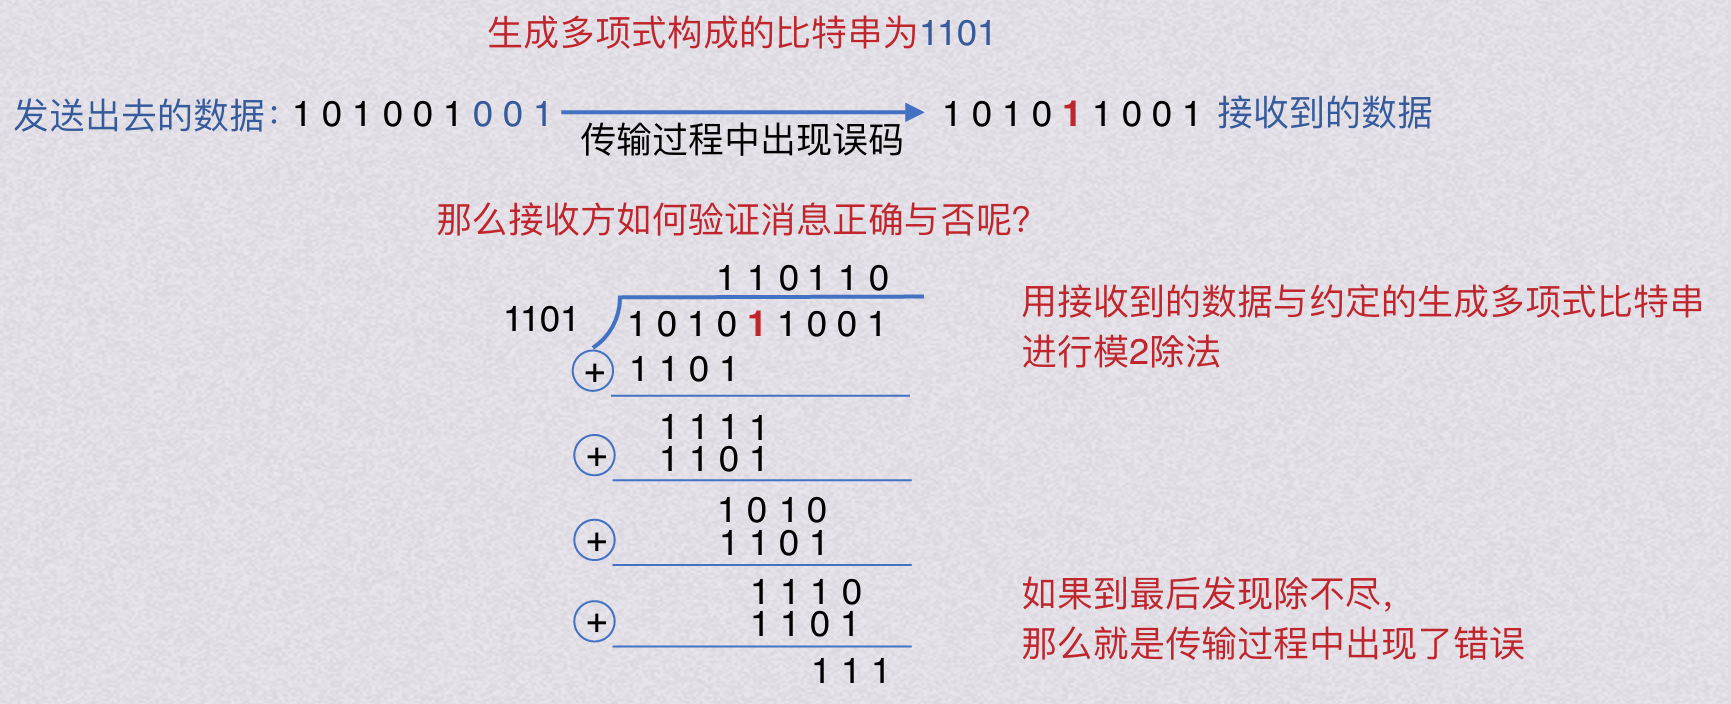 生成多项式构成的比特串为1101
发送出去的数据：1 0 1 0 0 1 0 0 1
传输过程中出现误码
1 0 1 0 1 1 0 0 1 接收到的数据
那么接收方如何验证消息正确与否呢？
1 1 0 1 1 0
1101
1 0 1 0 1 1 0 0 1
+ 1 1 0 1
1 1 1 1
+ 1 1 0 1
1 0 1 0
+ 1 1 0 1
1 1 1 0
+ 1 1 0 1
1 1 1
用接收到的数据与约定的生成多项式比特串
进行模2除法
如果到最后发现除不尽，
那么就是传输过程中出现了错误